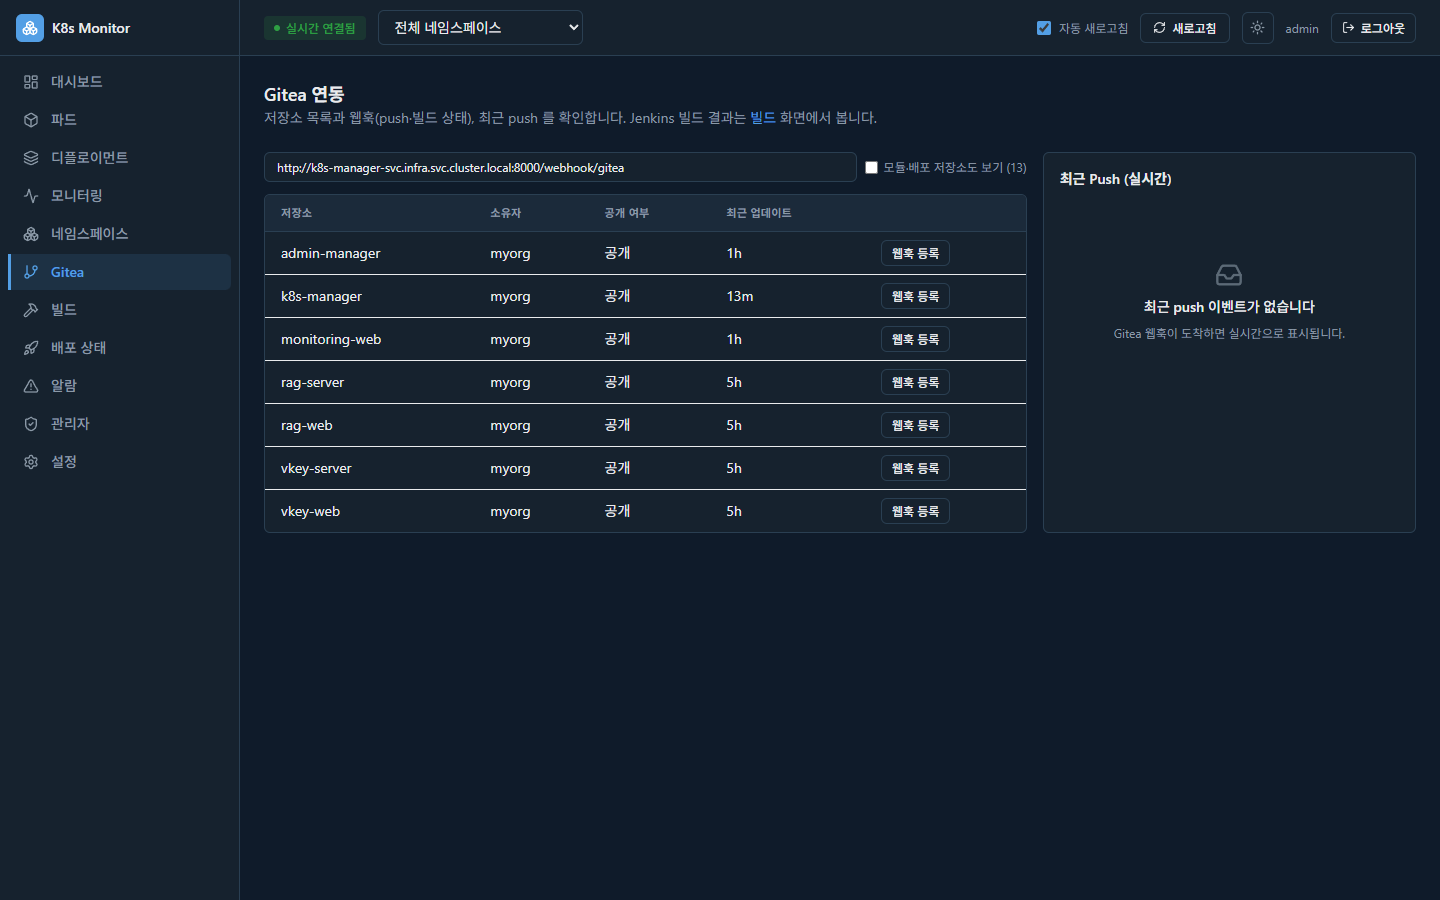 K8s Monitor
실시간 연결됨
전체 네임스페이스
자동 새로고침
새로고침
admin
로그아웃
대시보드
파드
디플로이먼트
모니터링
네임스페이스
Gitea
빌드
배포 상태
알람
관리자
설정
Gitea 연동
저장소 목록과 웹훅(push·빌드 상태), 최근 push 를 확인합니다. Jenkins 빌드 결과는 빌드 화면에서 봅니다.
http://k8s-manager-svc.infra.svc.cluster.local:8000/webhook/gitea
모듈·배포 저장소도 보기 (13)
저장소 소유자 공개 여부 최근 업데이트
admin-manager myorg 공개 1h 웹훅 등록
k8s-manager myorg 공개 13m 웹훅 등록
monitoring-web myorg 공개 1h 웹훅 등록
rag-server myorg 공개 5h 웹훅 등록
rag-web myorg 공개 5h 웹훅 등록
vkey-server myorg 공개 5h 웹훅 등록
vkey-web myorg 공개 5h 웹훅 등록
최근 Push (실시간)
최근 push 이벤트가 없습니다
Gitea 웹훅이 도착하면 실시간으로 표시됩니다.